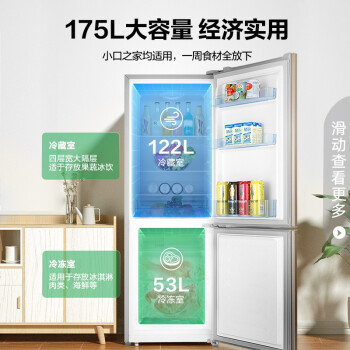 175L大容量 经济实用
小口之家均适用，一周食材全放下
冷藏室
四层宽大隔层
适于存放果蔬冰饮
122L
冷藏室
冷冻室
适用于存放冰淇淋
肉类、海鲜等
53L
冷冻室
滑动查看更多